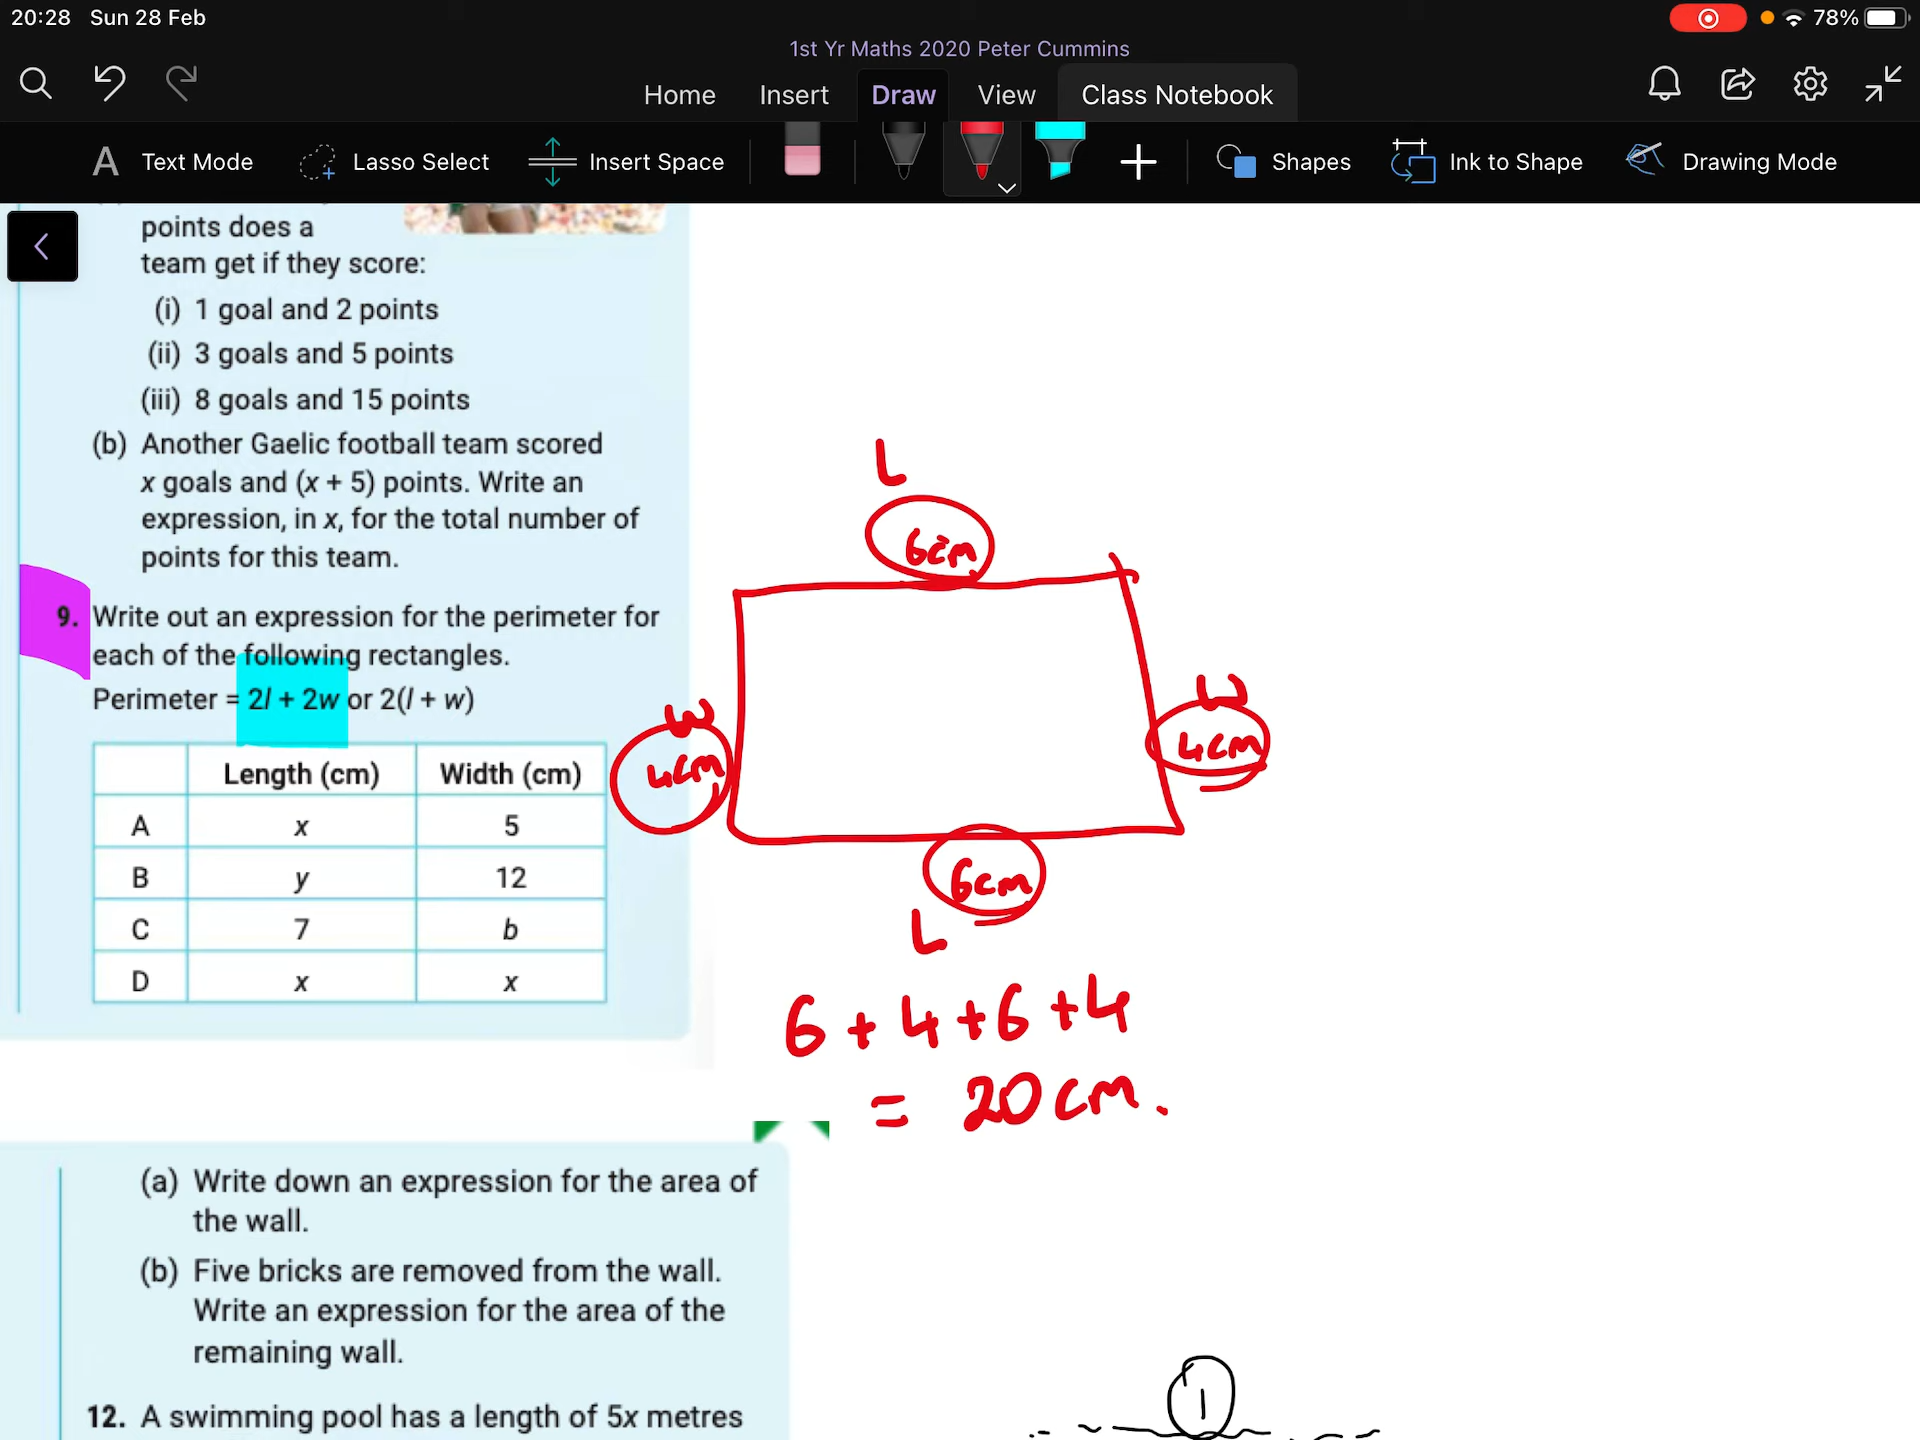 20:28 Sun 28 Feb
78%
1st Yr Maths 2020 Peter Cummins
Home Insert Draw View Class Notebook
Text Mode Lasso Select Insert Space Shapes Ink to Shape Drawing Mode
points does a
team get if they score:
(i) 1 goal and 2 points
(ii) 3 goals and 5 points
(iii) 8 goals and 15 points
(b) Another Gaelic football team scored
x goals and (x + 5) points. Write an
expression, in x, for the total number of
points for this team.
9. Write out an expression for the perimeter for
each of the following rectangles.
Perimeter = 2l + 2w or 2(l + w)
Length (cm) Width (cm)
A x 5
B y 12
C 7 b
D x x
L
6cm
W
4cm
W
4cm
6cm
L
6 + 4 + 6 + 4
= 20cm.
(a) Write down an expression for the area of
the wall.
(b) Five bricks are removed from the wall.
Write an expression for the area of the
remaining wall.
12. A swimming pool has a length of 5x metres
1